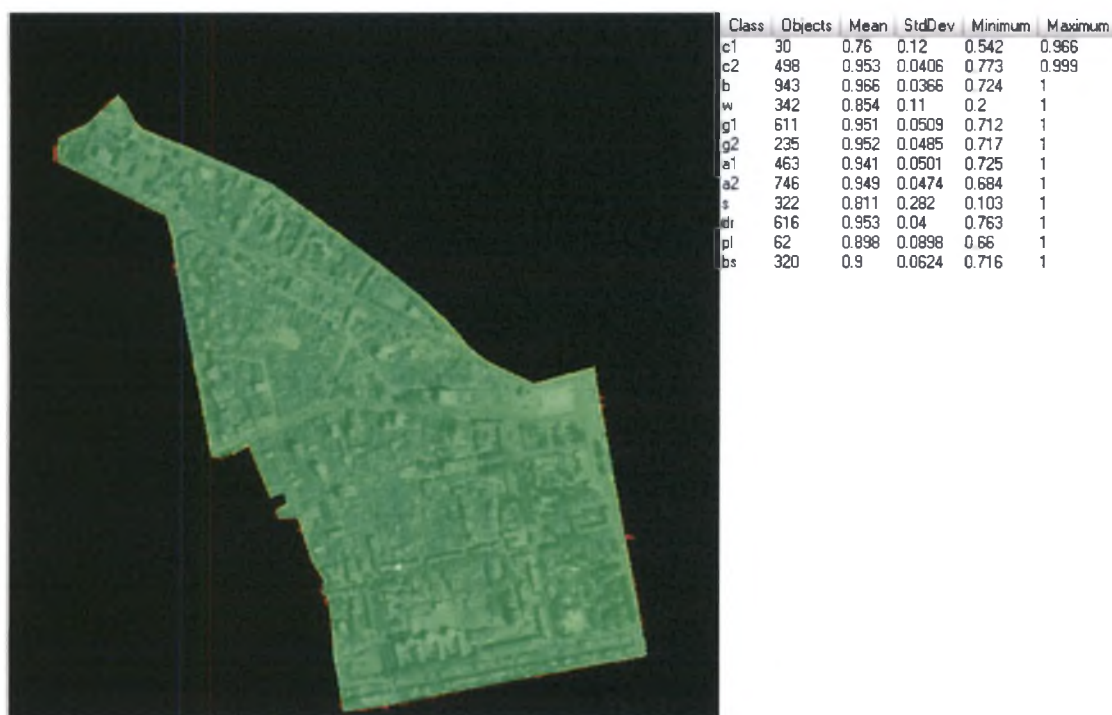 Class Objects Mean StdDev Minimum Maximum
c1 30 0.76 0.12 0.542 0.966
c2 498 0.953 0.0406 0.773 0.999
b 943 0.966 0.0366 0.724 1
w 342 0.854 0.11 0.2 1
g1 611 0.951 0.0509 0.712 1
g2 235 0.952 0.0485 0.717 1
a1 463 0.941 0.0501 0.725 1
a2 746 0.949 0.0474 0.684 1
s 322 0.811 0.282 0.103 1
dr 616 0.953 0.04 0.763 1
pl 62 0.898 0.0898 0.66 1
bs 320 0.9 0.0624 0.716 1